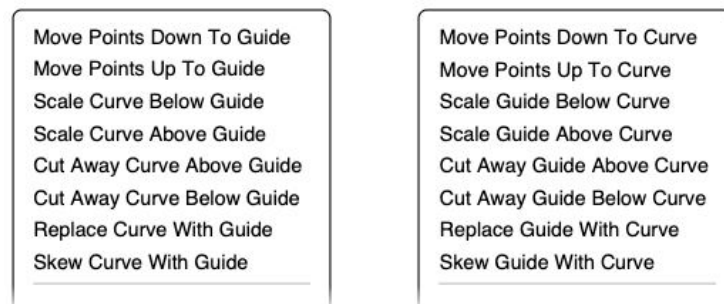 Move Points Down To Guide
Move Points Up To Guide
Scale Curve Below Guide
Scale Curve Above Guide
Cut Away Curve Above Guide
Cut Away Curve Below Guide
Replace Curve With Guide
Skew Curve With Guide
Move Points Down To Curve
Move Points Up To Curve
Scale Guide Below Curve
Scale Guide Above Curve
Cut Away Guide Above Curve
Cut Away Guide Below Curve
Replace Guide With Curve
Skew Guide With Curve